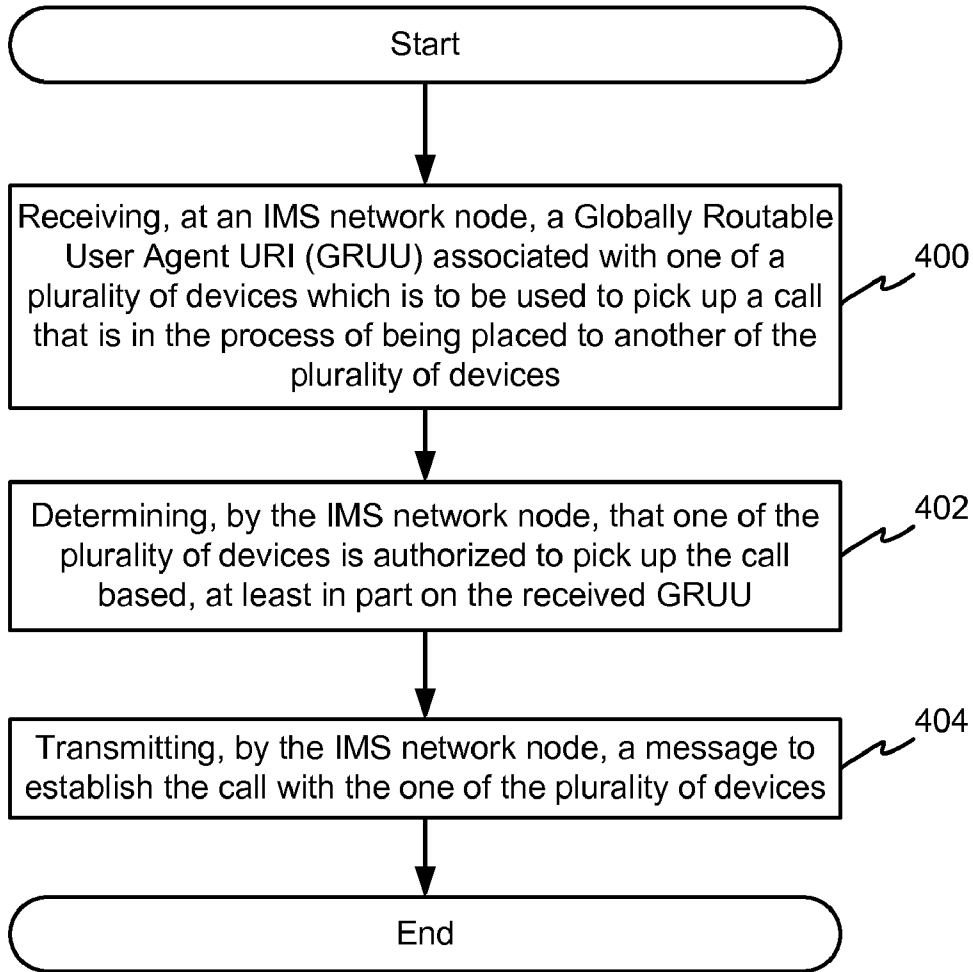 Start
Receiving, at an IMS network node, a Globally Routable
User Agent URI (GRUU) associated with one of a
plurality of devices which is to be used to pick up a call
that is in the process of being placed to another of the
plurality of devices
400
Determining, by the IMS network node, that one of the
plurality of devices is authorized to pick up the call
based, at least in part on the received GRUU
402
Transmitting, by the IMS network node, a message to
establish the call with the one of the plurality of devices
404
End